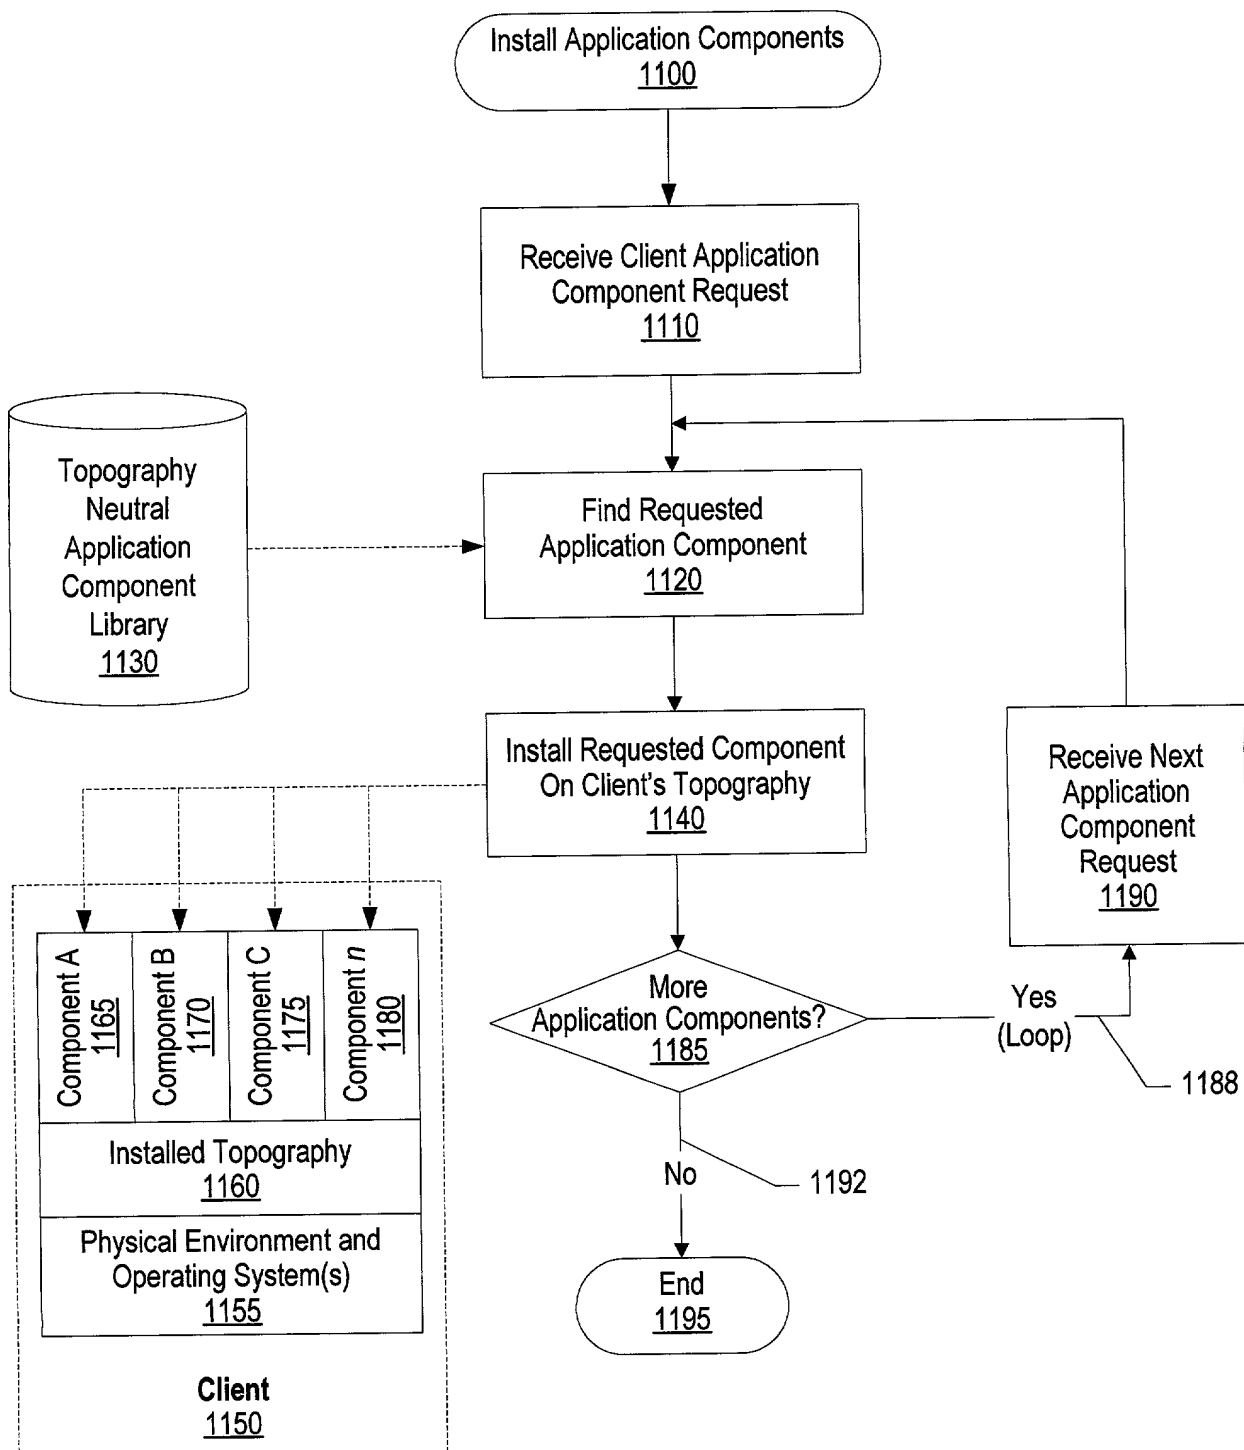 Install Application Components
1100
Receive Client Application
Component Request
1110
Topography
Neutral
Application
Component
Library
1130
Find Requested
Application Component
1120
Install Requested Component
On Client's Topography
1140
Receive Next
Application
Component
Request
1190
Component A
1165
Component B
1170
Component C
1175
Component n
1180
More
Application Components?
1185
Yes
(Loop)
1188
Installed Topography
1160
No
1192
Physical Environment and
Operating System(s)
1155
End
1195
Client
1150